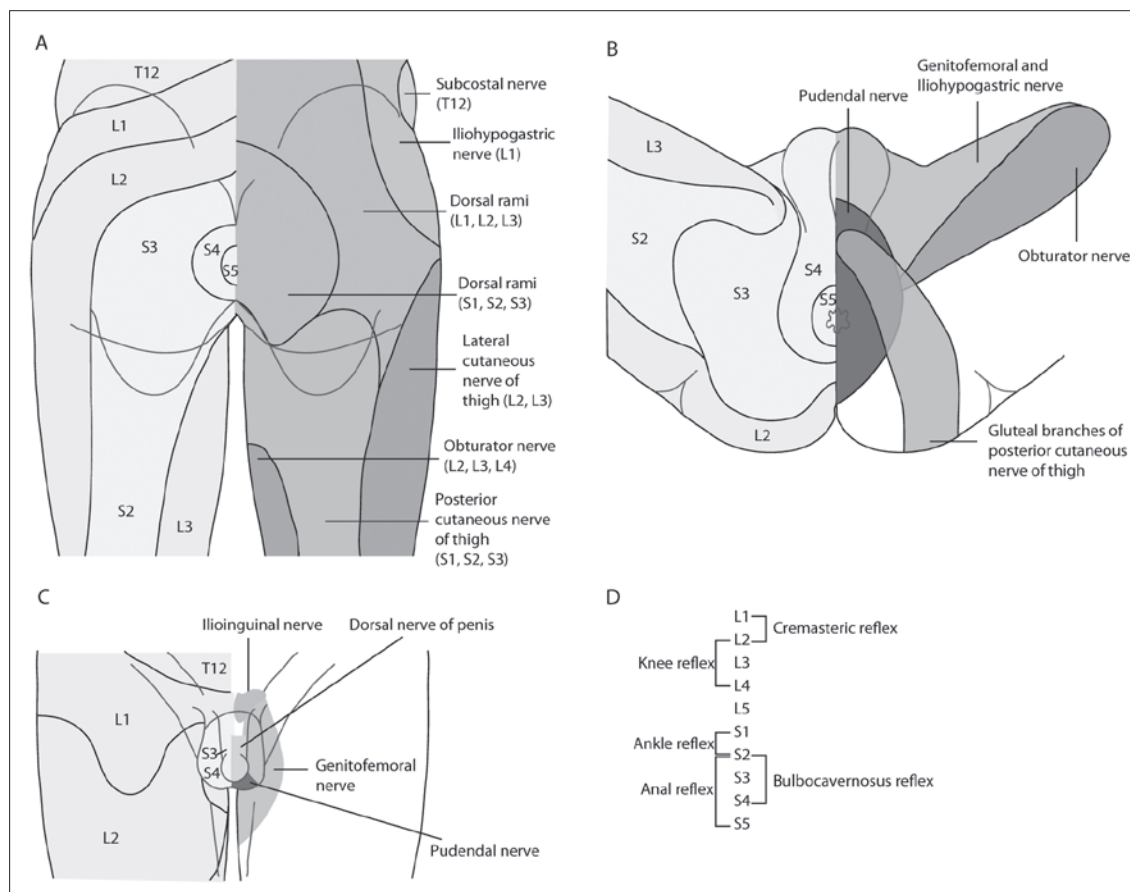 A
T12
L1
L2
S3
S4
S5
S2
L3
Subcostal nerve
(T12)
Iliohypogastric
nerve (L1)
Dorsal rami
(L1, L2, L3)
Dorsal rami
(S1, S2, S3)
Lateral
cutaneous
nerve of
thigh (L2, L3)
Obturator nerve
(L2, L3, L4)
Posterior
cutaneous nerve
of thigh
(S1, S2, S3)
B
Genitofemoral and
Iliohypogastric nerve
Pudendal nerve
L3
S2
S3
S4
S5
L2
Obturator nerve
Gluteal branches of
posterior cutaneous
nerve of thigh
C
Ilioinguinal nerve
Dorsal nerve of penis
T12
L1
S3
S4
L2
Genitofemoral
nerve
Pudendal nerve
D
L1
Cremasteric reflex
L2
Knee reflex
L3
L4
L5
S1
Ankle reflex
S2
S3
Bulbocavernosus reflex
Anal reflex
S4
S5